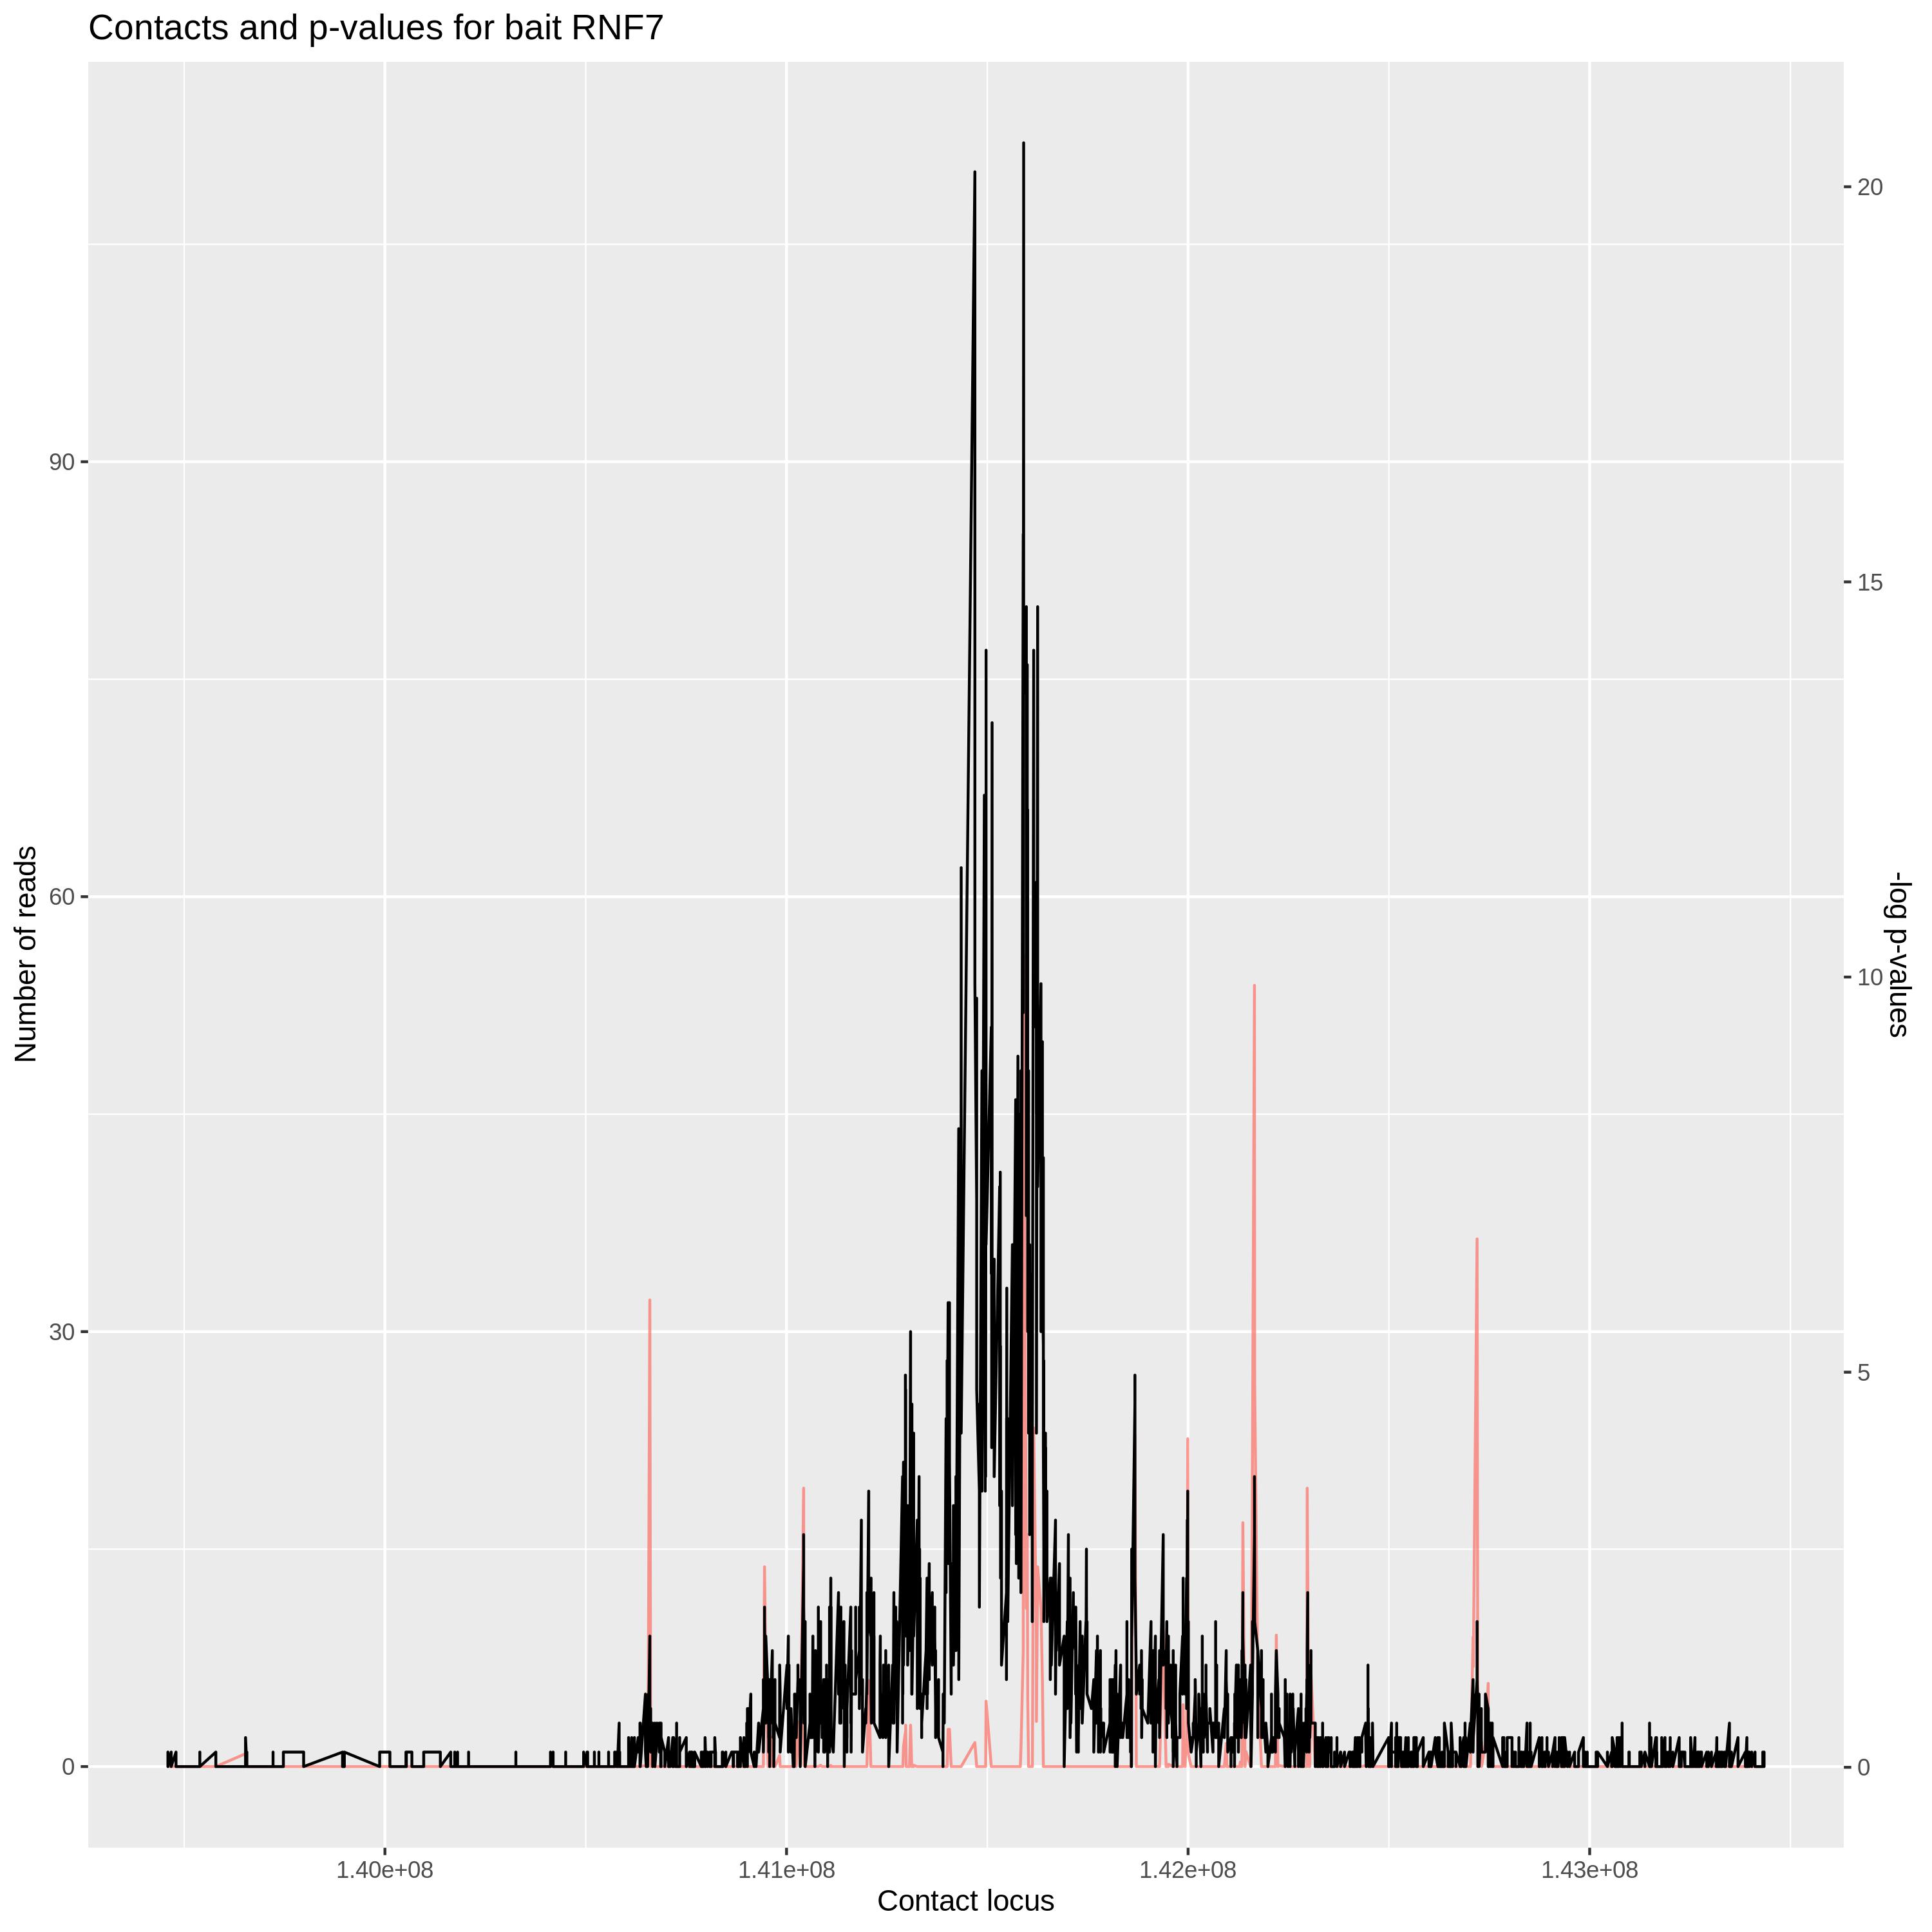 Contacts and p-values for bait RNF7
90
60
30
0
Number of reads
20
15
10
5
0
-log p-values
1.40e+08
1.41e+08
1.42e+08
1.43e+08
Contact locus